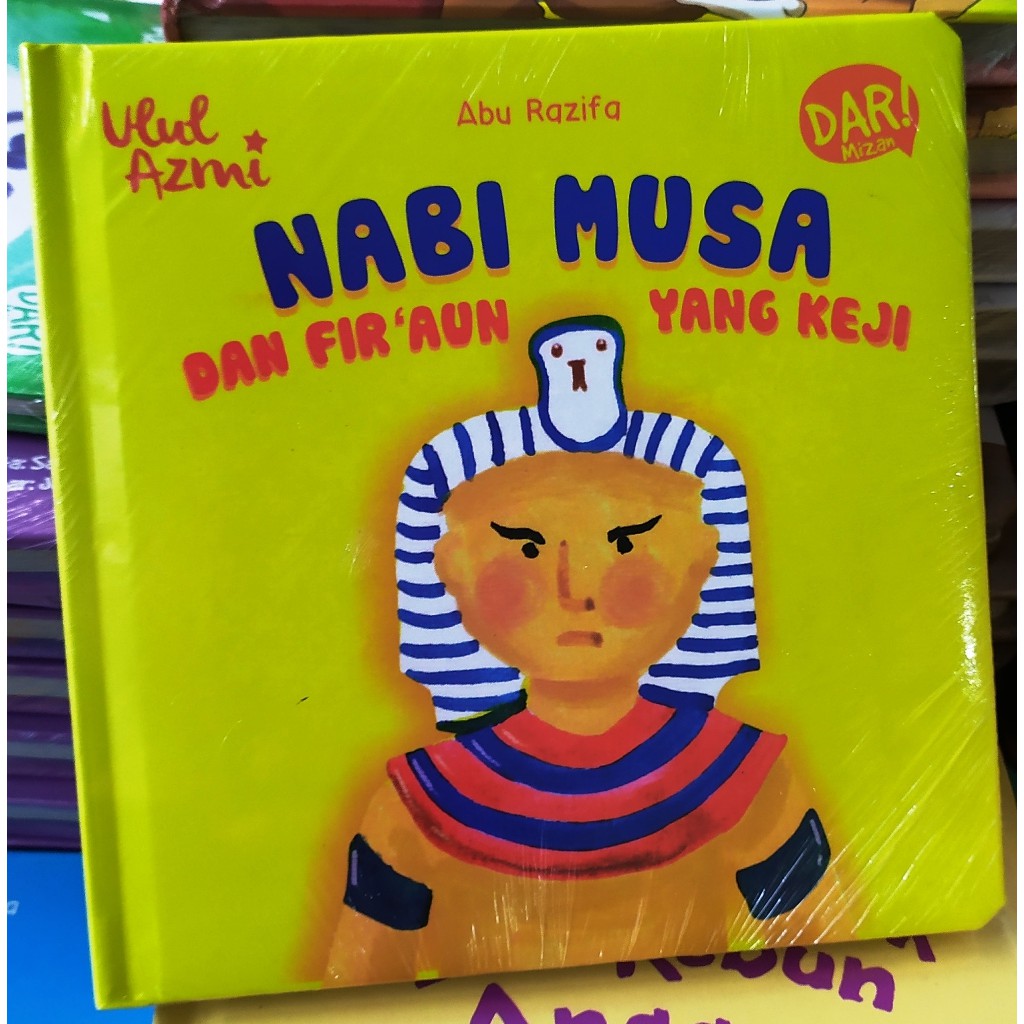 Ulul
Azmi
Abu Razifa
DAR!
Mizan
NABI MUSA
DAN FIR'AUN YANG KEJI